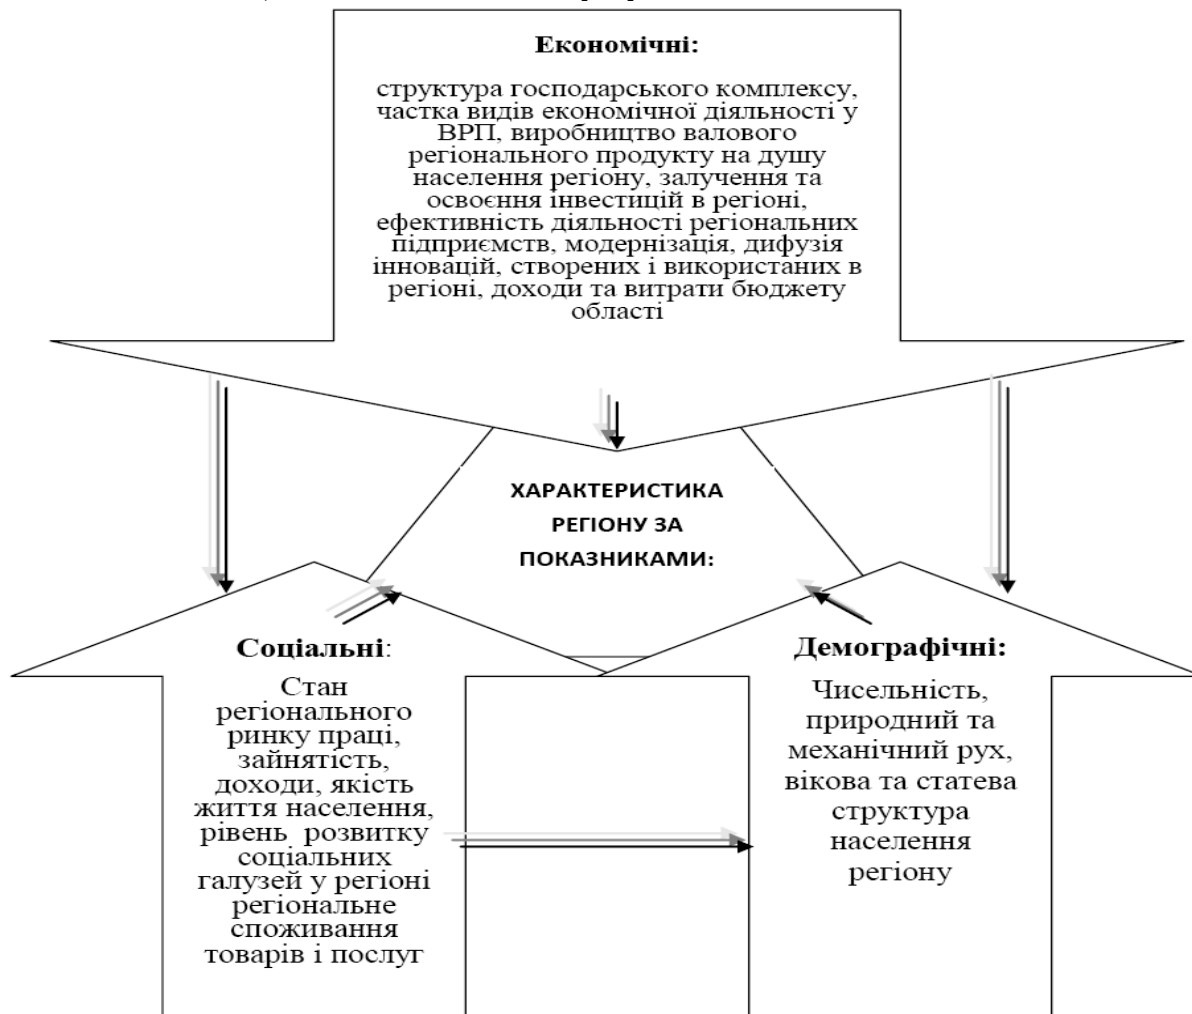 Економічні:
структура господарського комплексу,
частка видів економічної діяльності у
ВРП, виробництво валового
регіонального продукту на душу
населення регіону, залучення та
освоєння інвестицій в регіоні,
ефективність діяльності регіональних
підприємств, модернізація, дифузія
інновацій, створених і використаних в
регіоні, доходи та витрати бюджету
області
ХАРАКТЕРИСТИКА
РЕГІОНУ ЗА
ПОКАЗНИКАМИ:
Соціальні:
Стан
регіонального
ринку праці,
зайнятість,
доходи, якість
життя населення,
рівень розвитку
соціальних
галузей у регіоні
регіональне
споживання
товарів і послуг
Демографічні:
Чисельність,
природний та
механічний рух,
вікова та статева
структура
населення
регіону